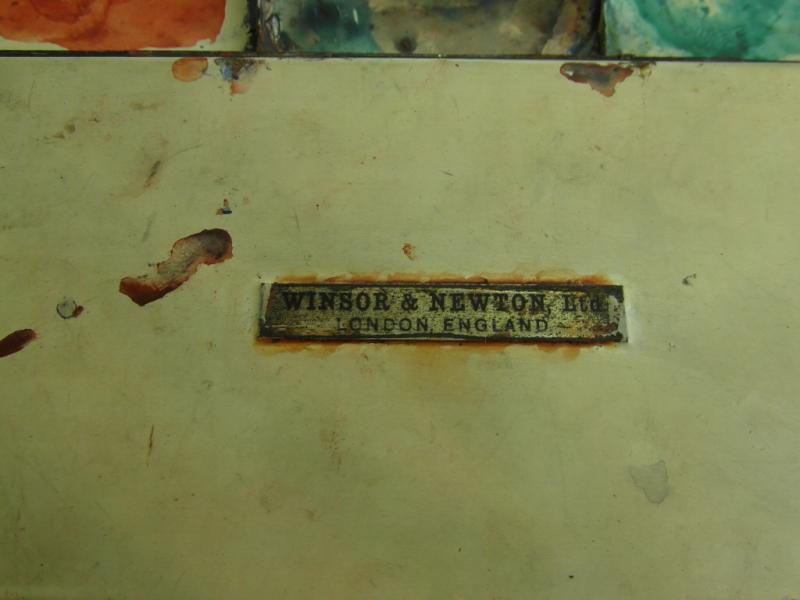 WINSOR & NEWTON, Ltd.
LONDON, ENGLAND